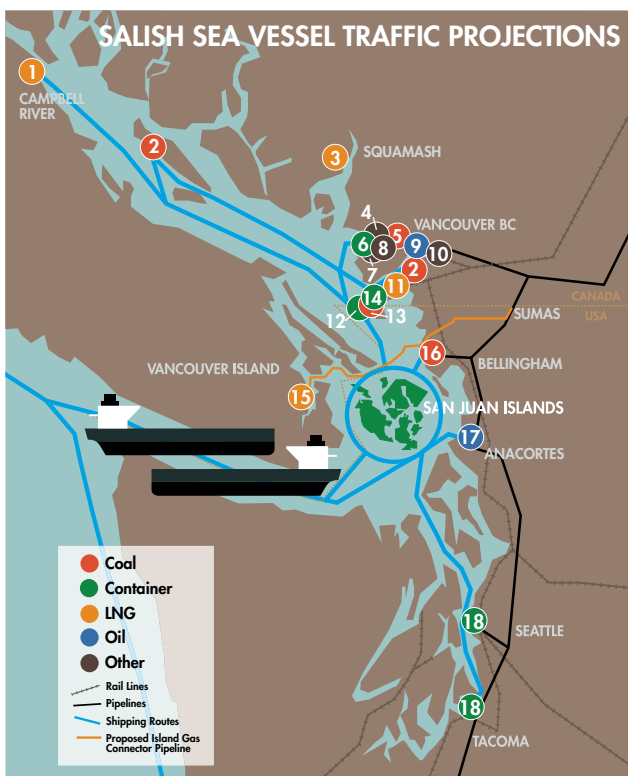 SALISH SEA VESSEL TRAFFIC PROJECTIONS
1
CAMPBELL
RIVER
2
3
SQUAMASH
4
VANCOUVER BC
5
6
8
9
10
7
2
11
14
CANADA
12
13
SUMAS
USA
16
VANCOUVER ISLAND
BELLINGHAM
15
SAN JUAN ISLANDS
17
ANACORTES
Coal
Container
LNG
Oil
Other
Rail Lines
Pipelines
Shipping Routes
Proposed Island Gas
Connector Pipeline
18
SEATTLE
18
TACOMA